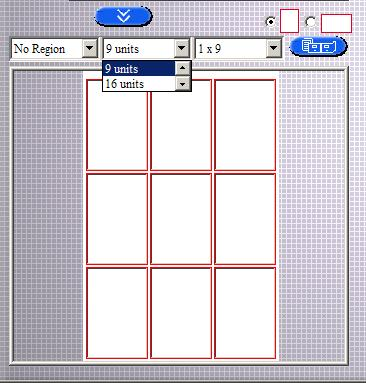 No Region 9 units 1 x 9
9 units
16 units